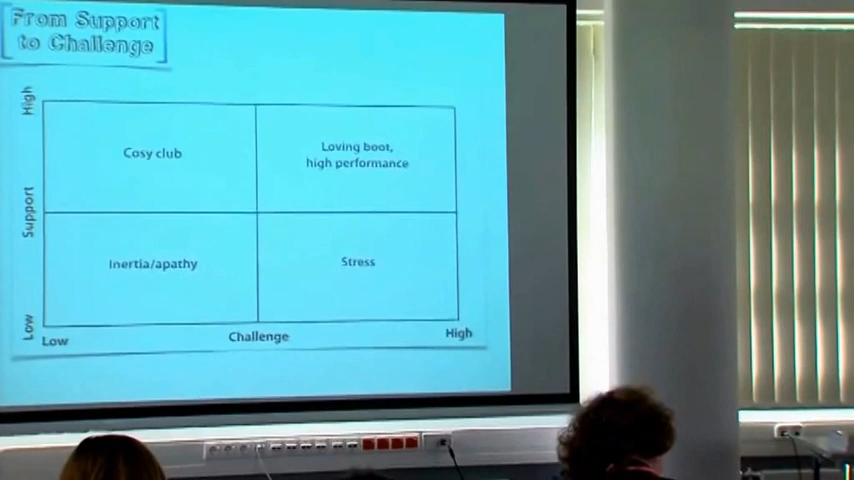 From Support
to Challenge
High
Cosy club
Loving boot,
high performance
Support
Inertia/apathy
Stress
Low
Low
Challenge
High